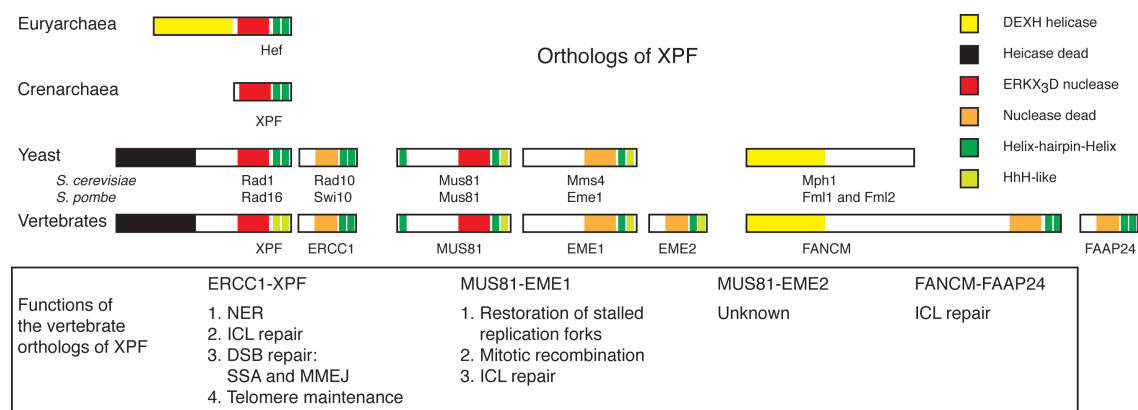 Euryarchaea
Hef
Orthologs of XPF
DEXH helicase
Heicase dead
ERKX3D nuclease
Nuclease dead
Helix-hairpin-Helix
HhH-like
Crenarchaea
XPF
Yeast
S. cerevisiae Rad1 Rad10 Mus81 Mms4 Mph1
S. pombe Rad16 Swi10 Mus81 Eme1 Fml1 and Fml2
Vertebrates
XPF ERCC1 MUS81 EME1 EME2 FANCM FAAP24
Functions of
the vertebrate
orthologs of XPF
ERCC1-XPF
1. NER
2. ICL repair
3. DSB repair:
SSA and MMEJ
4. Telomere maintenance
MUS81-EME1
1. Restoration of stalled
replication forks
2. Mitotic recombination
3. ICL repair
MUS81-EME2
Unknown
FANCM-FAAP24
ICL repair